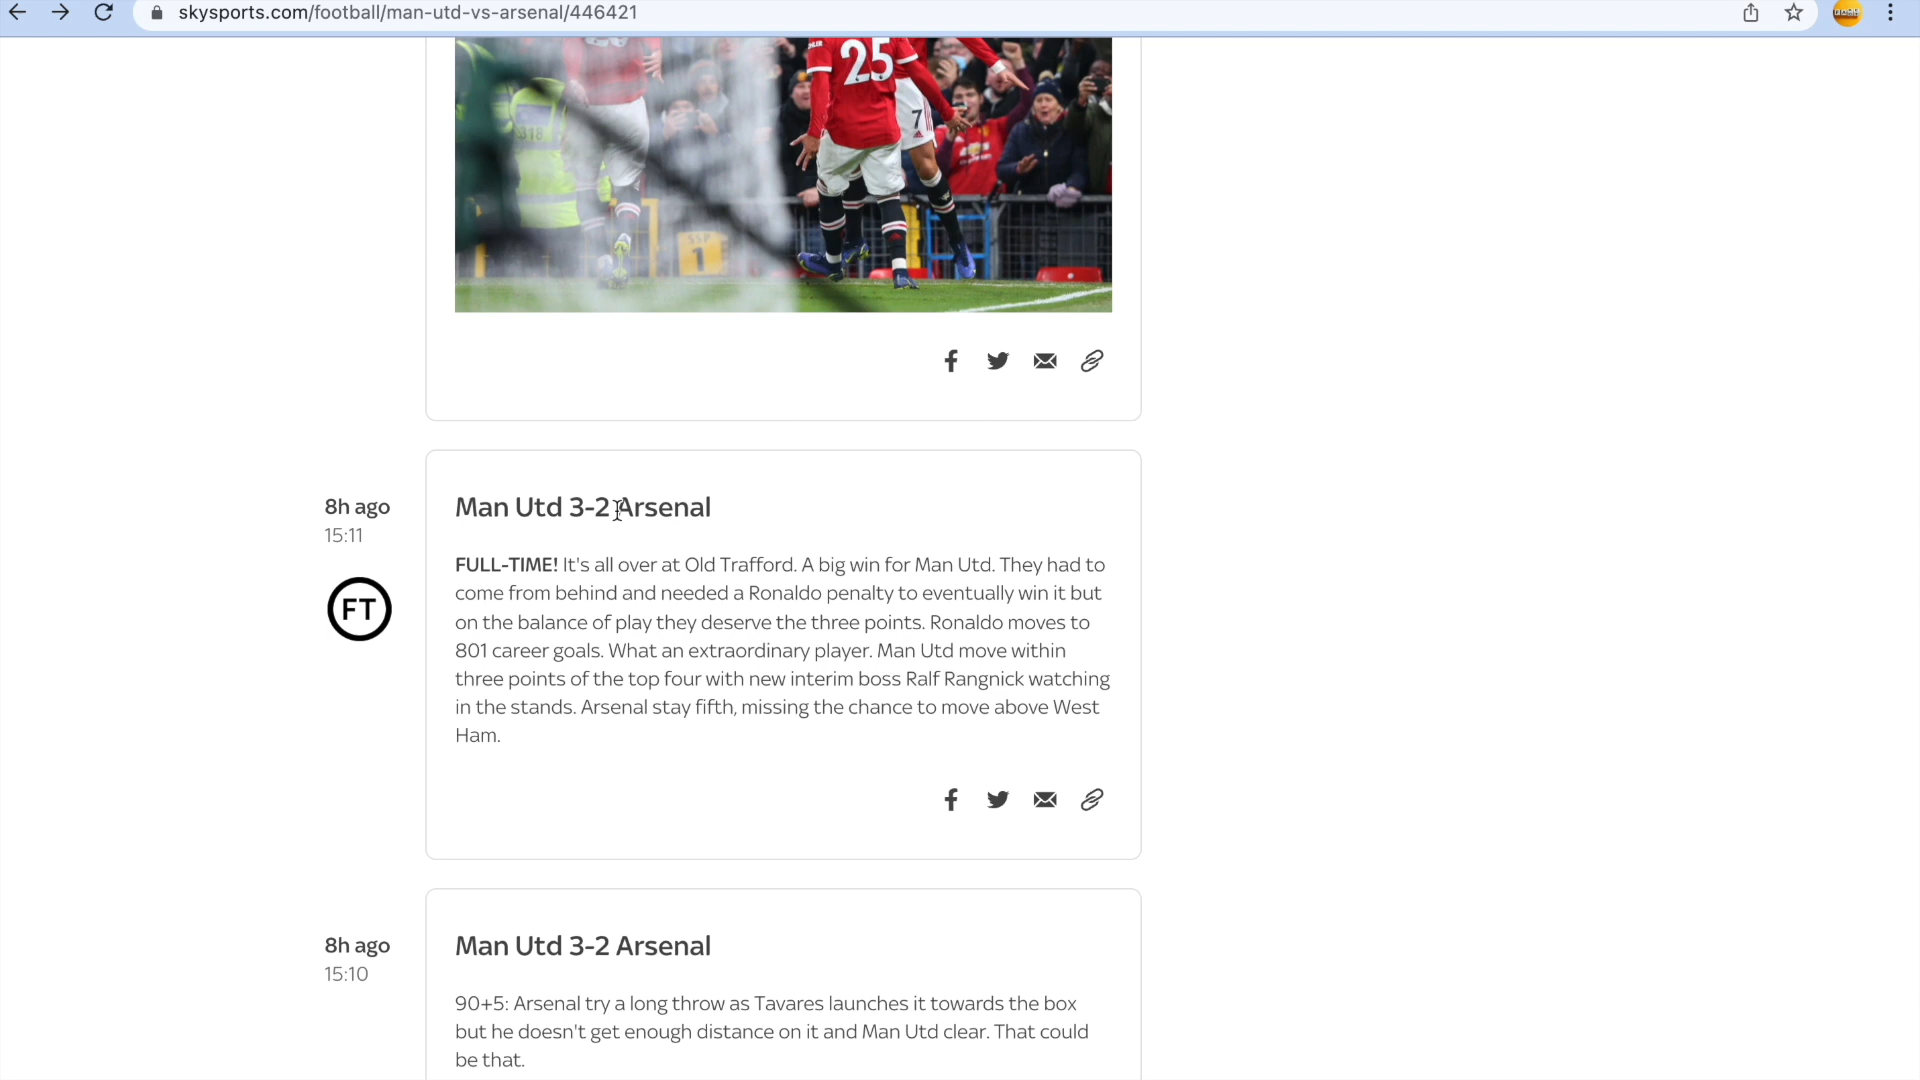 skysports.com/football/man-utd-vs-arsenal/446421
25
7
318
SSP
1
8h ago
15:11
FT
Man Utd 3-2 Arsenal
FULL-TIME! It's all over at Old Trafford. A big win for Man Utd. They had to
come from behind and needed a Ronaldo penalty to eventually win it but
on the balance of play they deserve the three points. Ronaldo moves to
801 career goals. What an extraordinary player. Man Utd move within
three points of the top four with new interim boss Ralf Rangnick watching
in the stands. Arsenal stay fifth, missing the chance to move above West
Ham.
8h ago
15:10
Man Utd 3-2 Arsenal
90+5: Arsenal try a long throw as Tavares launches it towards the box
but he doesn't get enough distance on it and Man Utd clear. That could
be that.